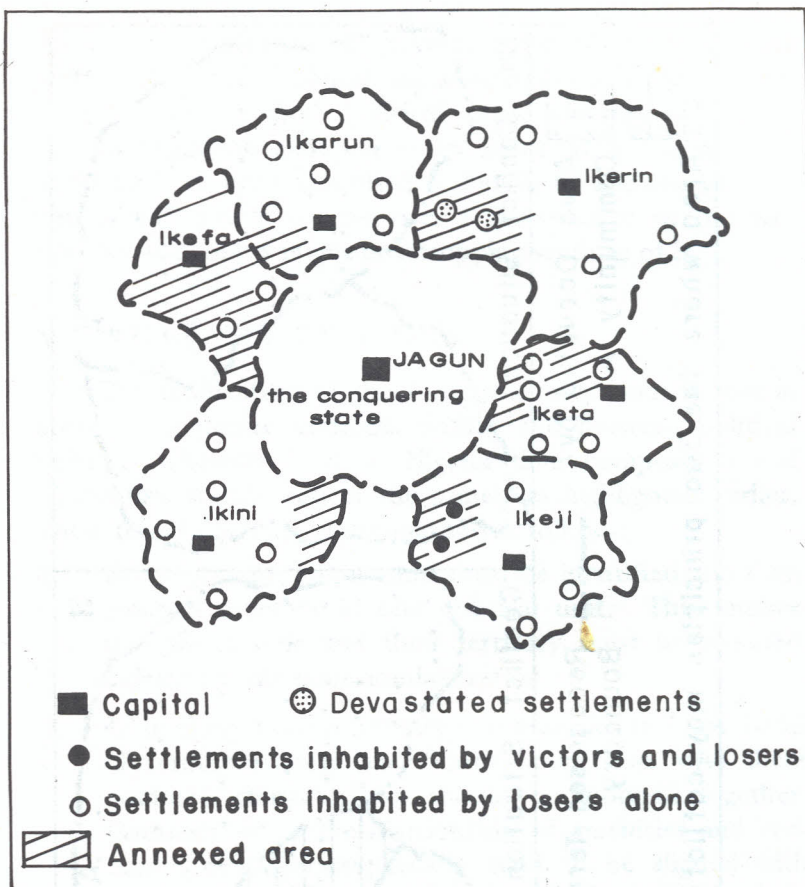 Ikarun
Ikerin
Ikefa
JAGUN
the conquering
state
Iketa
Ikini
Ikeji
Capital
Devastated settlements
Settlements inhabited by victors and losers
Settlements inhabited by losers alone
Annexed area